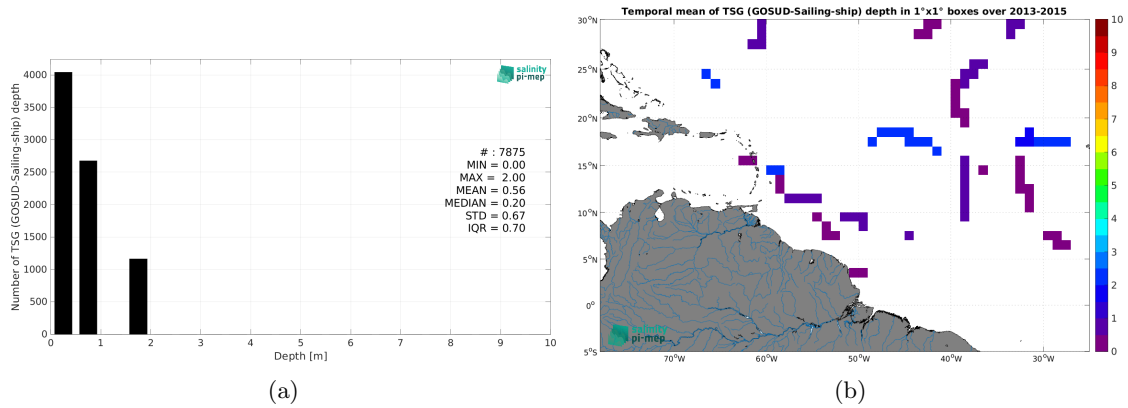 4000
3500
3000
2500
2000
1500
1000
500
0
Number of TSG (GOSUD-Sailing-ship) depth
0 1 2 3 4 5 6 7 8 9 10
Depth [m]
salinity
pi-mep
# : 7875
MIN = 0.00
MAX = 2.00
MEAN = 0.56
MEDIAN = 0.20
STD = 0.67
IQR = 0.70
(a)
Temporal mean of TSG (GOSUD-Sailing-ship) depth in 1°x1° boxes over 2013-2015
30°N
25°N
20°N
15°N
10°N
5°N
0°
5°S
70°W 60°W 50°W 40°W 30°W
salinity
pi-mep
10
9
8
7
6
5
4
3
2
1
0
(b)